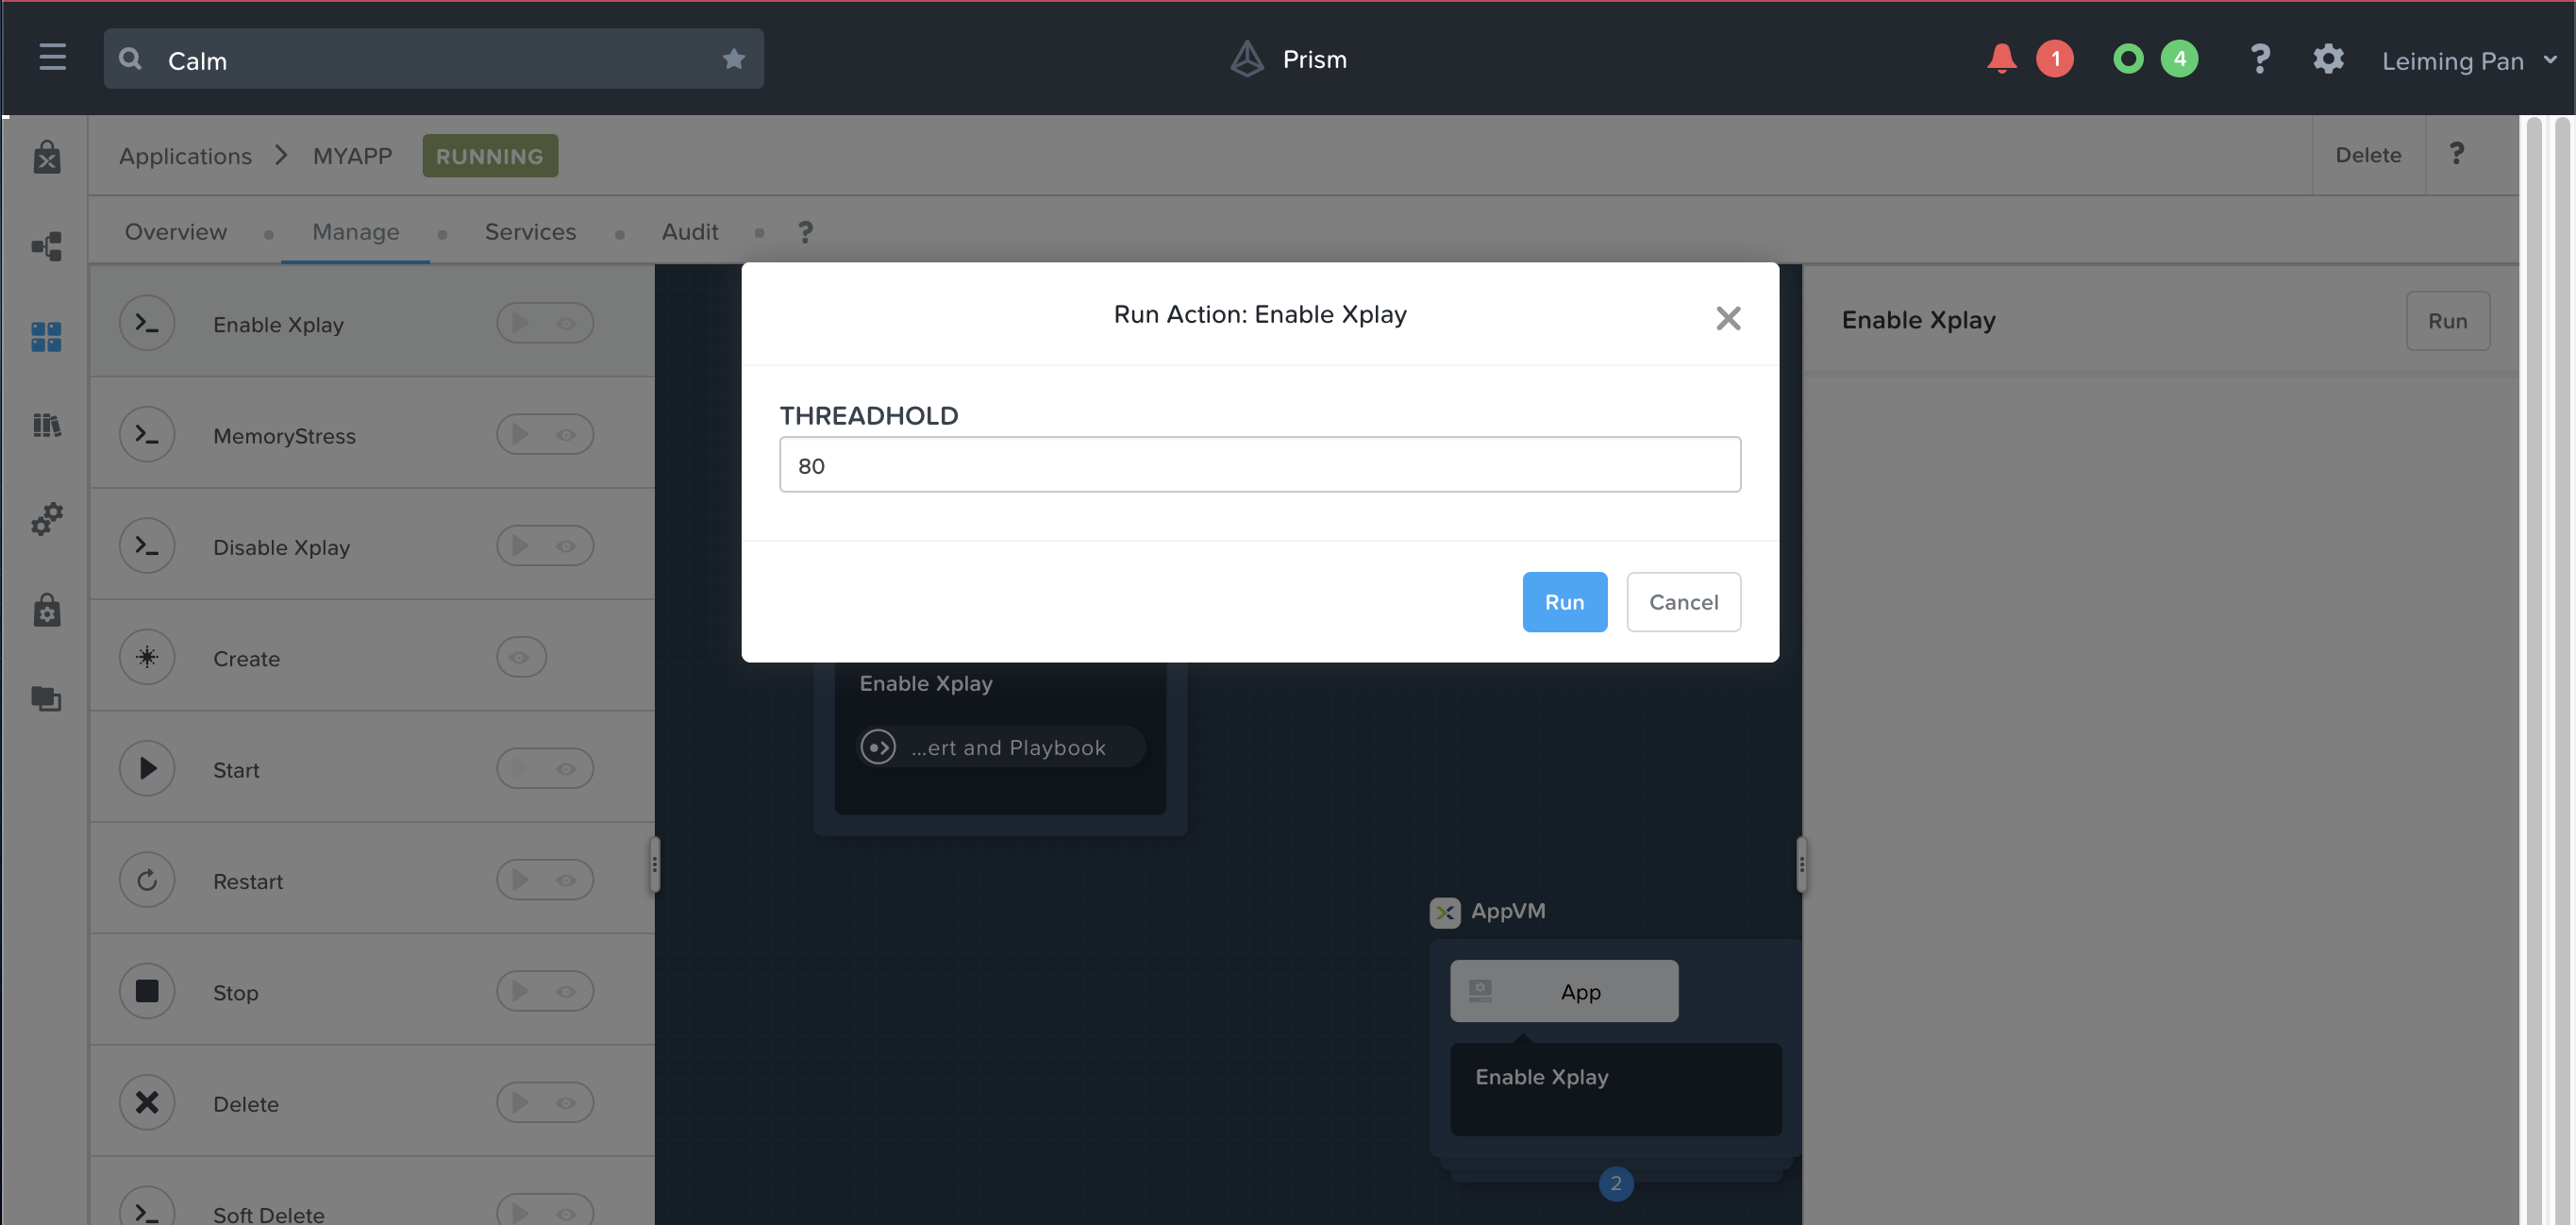 Calm
Prism
1
4
?
Leiming Pan
Applications > MYAPP RUNNING
Delete
?
Overview Manage Services Audit ?
Enable Xplay
MemoryStress
Disable Xplay
Create
Start
Restart
Stop
Delete
Soft Delete
Run Action: Enable Xplay
THREADHOLD
80
Run
Cancel
Enable Xplay
...ert and Playbook
AppVM
App
Enable Xplay
2
Enable Xplay
Run